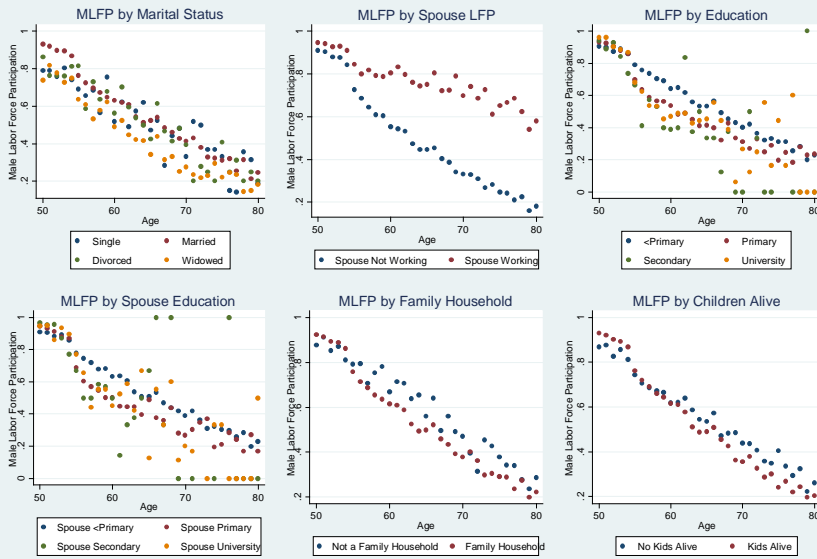 MLFP by Marital Status
Male Labor Force Participation
1
.8
.6
.4
.2
50
60
70
80
Age
Single
Married
Divorced
Widowed
MLFP by Spouse LFP
Male Labor Force Participation
1
.8
.6
.4
.2
50
60
70
80
Age
Spouse Not Working
Spouse Working
MLFP by Education
Male Labor Force Participation
1
.8
.6
.4
.2
0
50
60
70
80
Age
<Primary
Primary
Secondary
University
MLFP by Spouse Education
Male Labor Force Participation
1
.8
.6
.4
.2
0
50
60
70
80
Age
Spouse <Primary
Spouse Primary
Spouse Secondary
Spouse University
MLFP by Family Household
Male Labor Force Participation
1
.8
.6
.4
.2
50
60
70
80
Age
Not a Family Household
Family Household
MLFP by Children Alive
Male Labor Force Participation
1
.8
.6
.4
.2
50
60
70
80
Age
No Kids Alive
Kids Alive